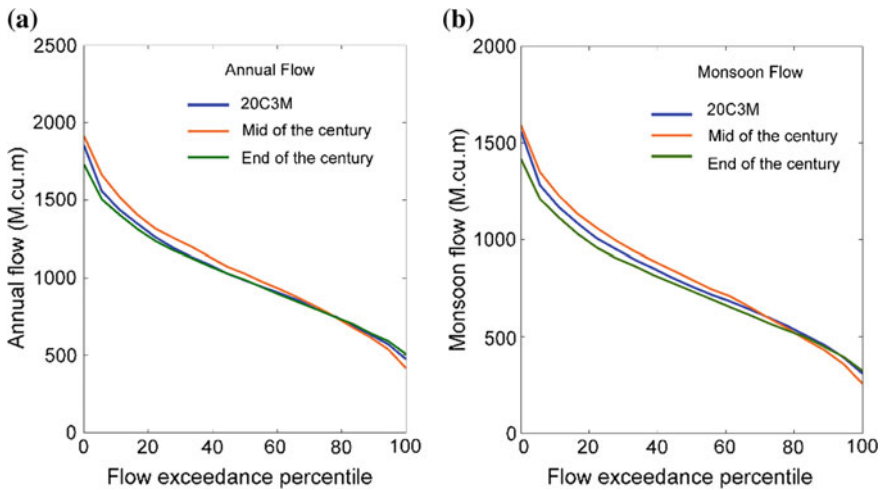 (a)
Annual flow (M.cu.m)
2500
2000
1500
1000
500
0
Annual Flow
20C3M
Mid of the century
End of the century
0 20 40 60 80 100
Flow exceedance percentile
(b)
Monsoon flow (M.cu.m)
2000
1500
1000
500
0
Monsoon Flow
20C3M
Mid of the century
End of the century
0 20 40 60 80 100
Flow exceedance percentile